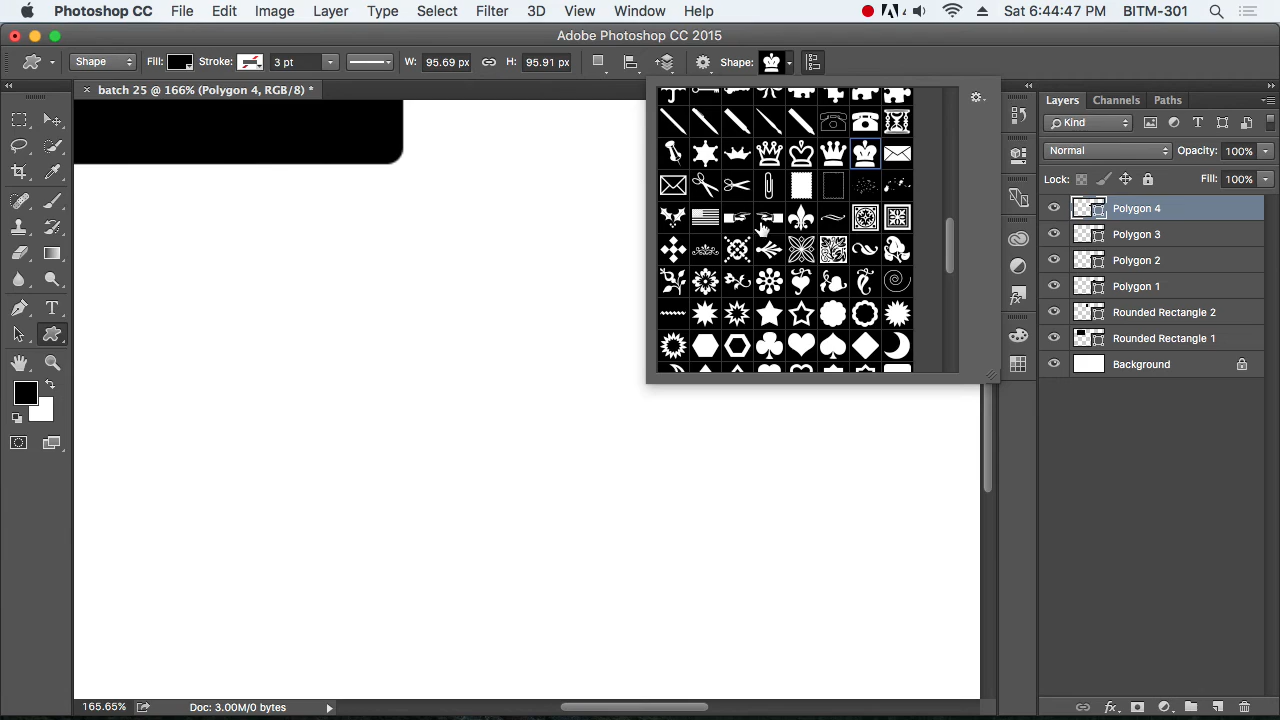 Photoshop CC File Edit Image Layer Type Select Filter 3D View Window Help 4 Sat 6:44:47 PM BITM-301
Adobe Photoshop CC 2015
Shape Fill: Stroke: 3 pt W: 95.69 px H: 95.91 px Shape:
× batch 25 @ 166% (Polygon 4, RGB/8) *
Layers Channels Paths
Kind
Normal Opacity: 100%
Lock: Fill: 100%
Polygon 4
Polygon 3
Polygon 2
Polygon 1
Rounded Rectangle 2
Rounded Rectangle 1
Background
165.65% Doc: 3.00M/0 bytes